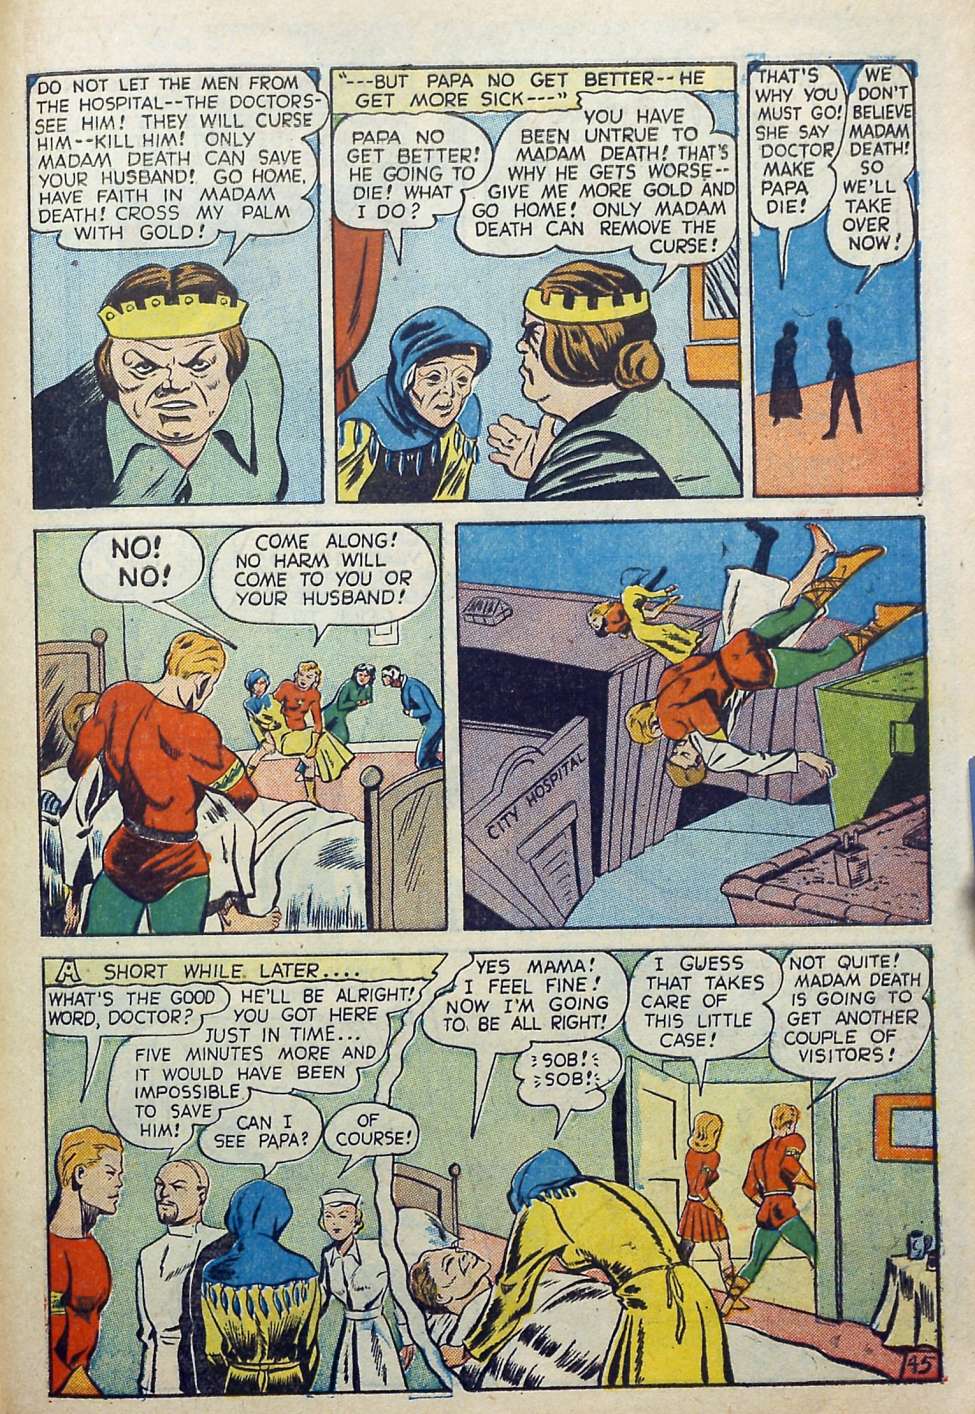 DO NOT LET THE MEN FROM
THE HOSPITAL--THE DOCTORS-
SEE HIM! THEY WILL CURSE
HIM--KILL HIM! ONLY
MADAM DEATH CAN SAVE
YOUR HUSBAND! GO HOME,
HAVE FAITH IN MADAM
DEATH! CROSS MY PALM
WITH GOLD!
"---BUT PAPA NO GET BETTER--HE
GET MORE SICK---"
PAPA NO
GET BETTER!
HE GOING TO
DIE! WHAT
I DO?
YOU HAVE
BEEN UNTRUE TO
MADAM DEATH! THAT'S
WHY HE GETS WORSE--
GIVE ME MORE GOLD AND
GO HOME! ONLY MADAM
DEATH CAN REMOVE THE
CURSE!
THAT'S
WHY YOU
MUST GO!
SHE SAY
DOCTOR
MAKE
PAPA
DIE!
WE
DON'T
BELIEVE
MADAM
DEATH!
SO
WE'LL
TAKE
OVER
NOW!
NO!
NO!
COME ALONG!
NO HARM WILL
COME TO YOU OR
YOUR HUSBAND!
CITY HOSPITAL
A SHORT WHILE LATER....
WHAT'S THE GOOD
WORD, DOCTOR?
HE'LL BE ALRIGHT!
YOU GOT HERE
JUST IN TIME...
FIVE MINUTES MORE AND
IT WOULD HAVE BEEN
IMPOSSIBLE
TO SAVE
HIM!
CAN I
SEE PAPA?
OF
COURSE!
YES MAMA!
I FEEL FINE!
NOW I'M GOING
TO BE ALL RIGHT!
SOB!
SOB!
I GUESS
THAT TAKES
CARE OF
THIS LITTLE
CASE!
NOT QUITE!
MADAM DEATH
IS GOING TO
GET ANOTHER
COUPLE OF
VISITORS!
45